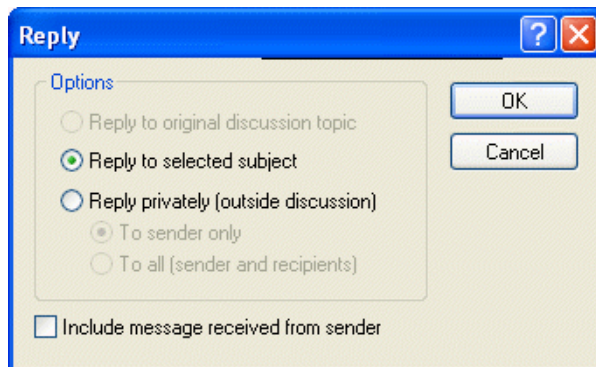 Reply
?
Options
Reply to original discussion topic
Reply to selected subject
Reply privately (outside discussion)
To sender only
To all (sender and recipients)
Include message received from sender
OK
Cancel